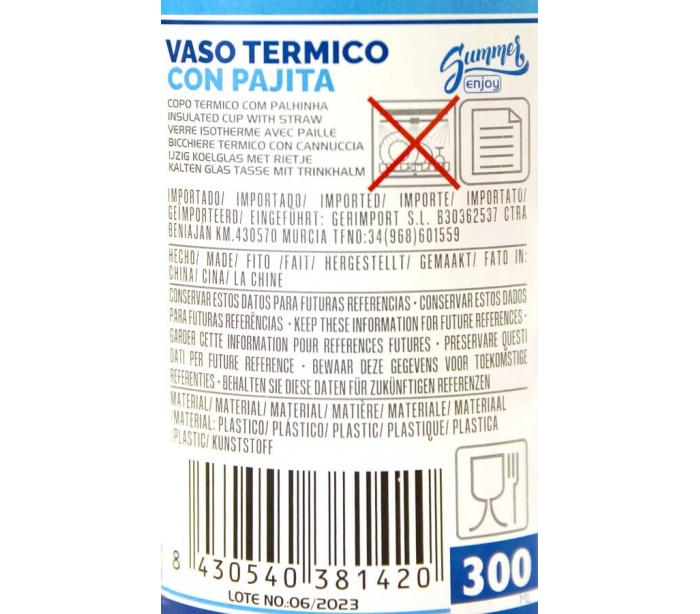 VASO TERMICO
CON PAJITA
Summer
enjoy
COPO TERMICO COM PALHINHA
INSULATED CUP WITH STRAW
VERRE ISOTHERME AVEC PAILLE
BICCHIERE TERMICO CON CANNUCCIA
IJZIG KOELGLAS MET RIETJE
KALTEN GLAS TASSE MIT TRINKHALM
IMPORTADO/ IMPORTADO/ IMPORTED/ IMPORTE/ IMPORTATO/
GEÏMPORTEERD/ EINGEFÜHRT: GERIMPORT S.L. B30362537 CTRA
BENIAJÁN KM.430570 MURCIA TFNO:34(968)601559
HECHO/ MADE/ FITO /FAIT/ HERGESTELLT/ GEMAAKT/ FATO IN:
CHINA/ CINA/ LA CHINE
CONSERVAR ESTOS DATOS PARA FUTURAS REFERENCIAS · CONSERVAR ESTOS DADOS
PARA FUTURAS REFERÊNCIAS · KEEP THESE INFORMATION FOR FUTURE REFERENCES ·
GARDER CETTE INFORMATION POUR REFERENCES FUTURES · PRESERVARE QUESTI
DATI PER FUTURE REFERENCE · BEWAAR DEZE GEGEVENS VOOR TOEKOMSTIGE
REFERENTIES · BEHALTEN SIE DIESE DATEN FÜR ZUKÜNFTIGEN REFERENZEN
MATERIAL/ MATERIAL/ MATERIAL/ MATIÈRE/ MATERIALE/ MATERIAAL
/MATERIAL: PLASTICO/ PLÁSTICO/ PLASTIC/ PLASTIQUE/ PLASTICA
/PLASTIC/ KUNSTSTOFF
8 430540 381420
LOTE NO.:06/2023
300
ML